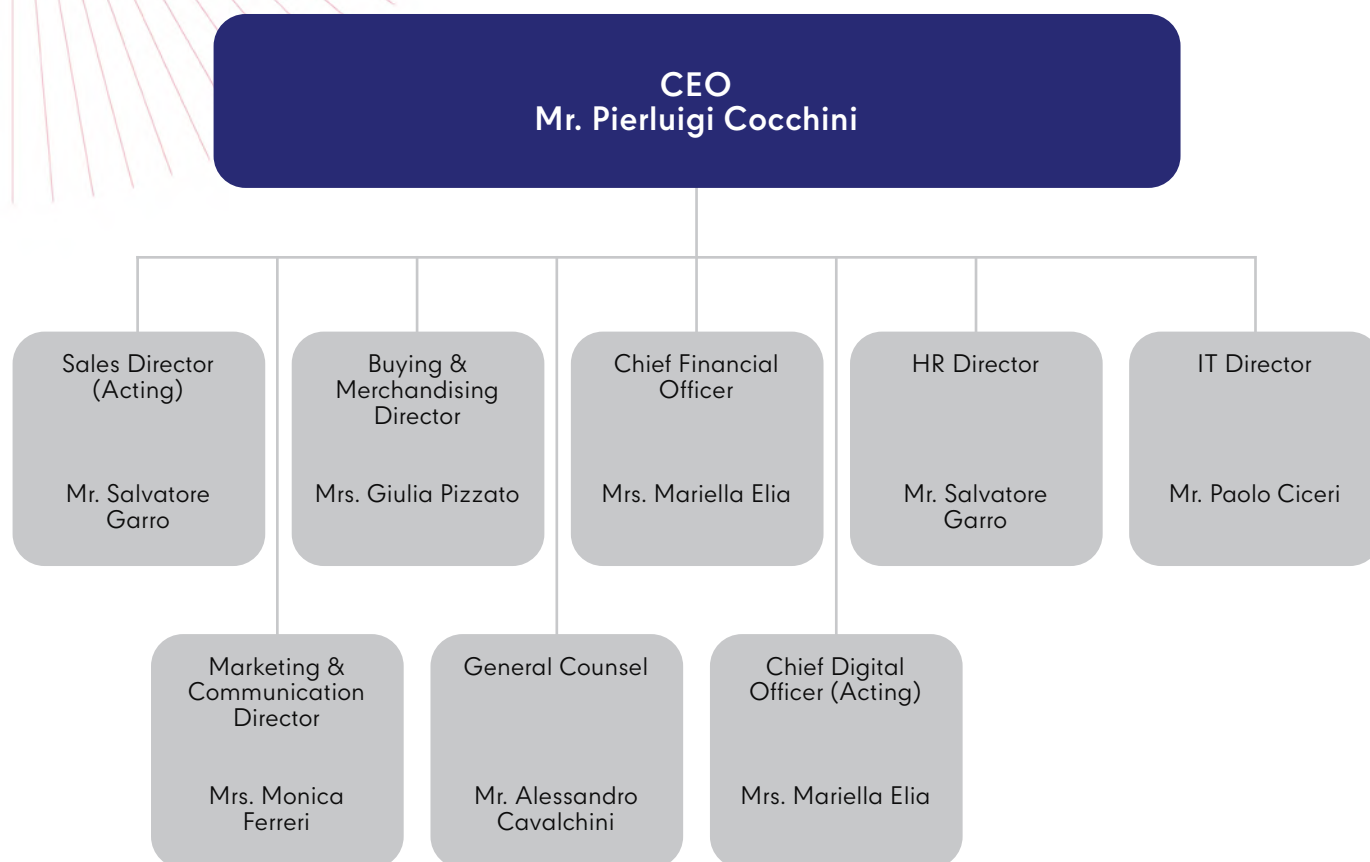 CEO
Mr. Pierluigi Cocchini
Sales Director
(Acting)
Mr. Salvatore
Garro
Buying &
Merchandising
Director
Mrs. Giulia Pizzato
Chief Financial
Officer
Mrs. Mariella Elia
HR Director
Mr. Salvatore
Garro
IT Director
Mr. Paolo Ciceri
Marketing &
Communication
Director
Mrs. Monica
Ferreri
General Counsel
Mr. Alessandro
Cavalchini
Chief Digital
Officer (Acting)
Mrs. Mariella Elia